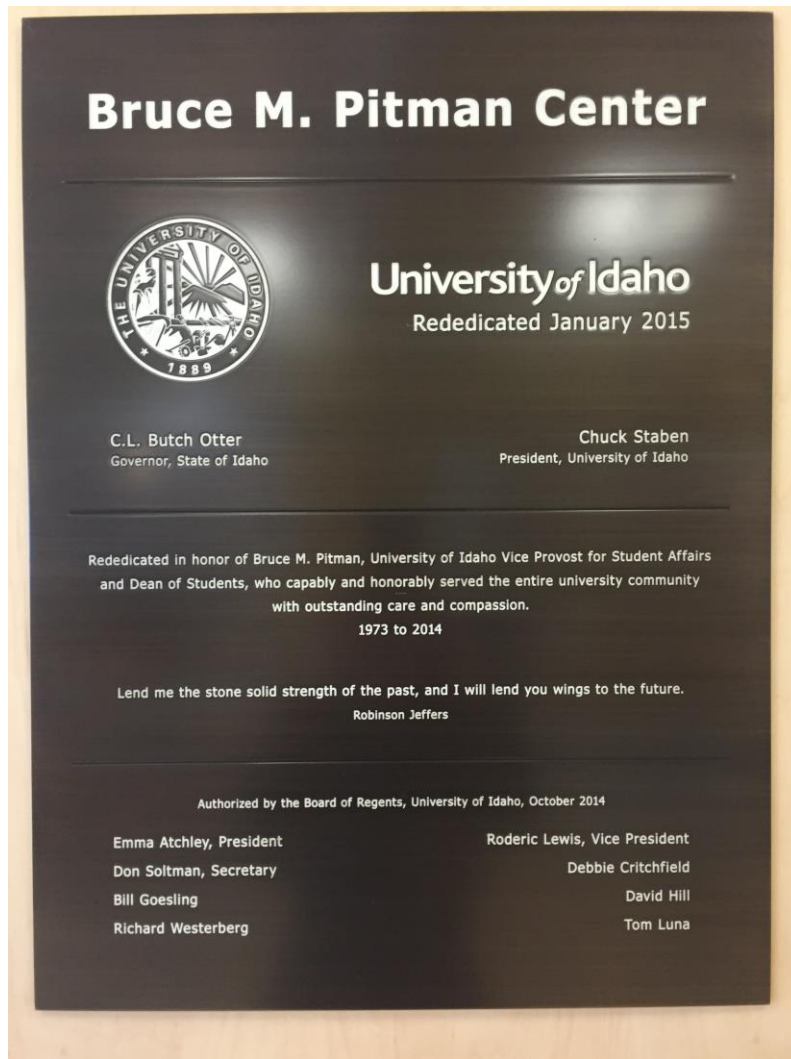 Bruce M. Pitman Center
THE UNIVERSITY OF IDAHO
1889
University of Idaho
Rededicated January 2015
C.L. Butch Otter
Governor, State of Idaho
Chuck Staben
President, University of Idaho
Rededicated in honor of Bruce M. Pitman, University of Idaho Vice Provost for Student Affairs
and Dean of Students, who capably and honorably served the entire university community
with outstanding care and compassion.
1973 to 2014
Lend me the stone solid strength of the past, and I will lend you wings to the future.
Robinson Jeffers
Authorized by the Board of Regents, University of Idaho, October 2014
Emma Atchley, President
Don Soltman, Secretary
Bill Goesling
Richard Westerberg
Roderic Lewis, Vice President
Debbie Critchfield
David Hill
Tom Luna